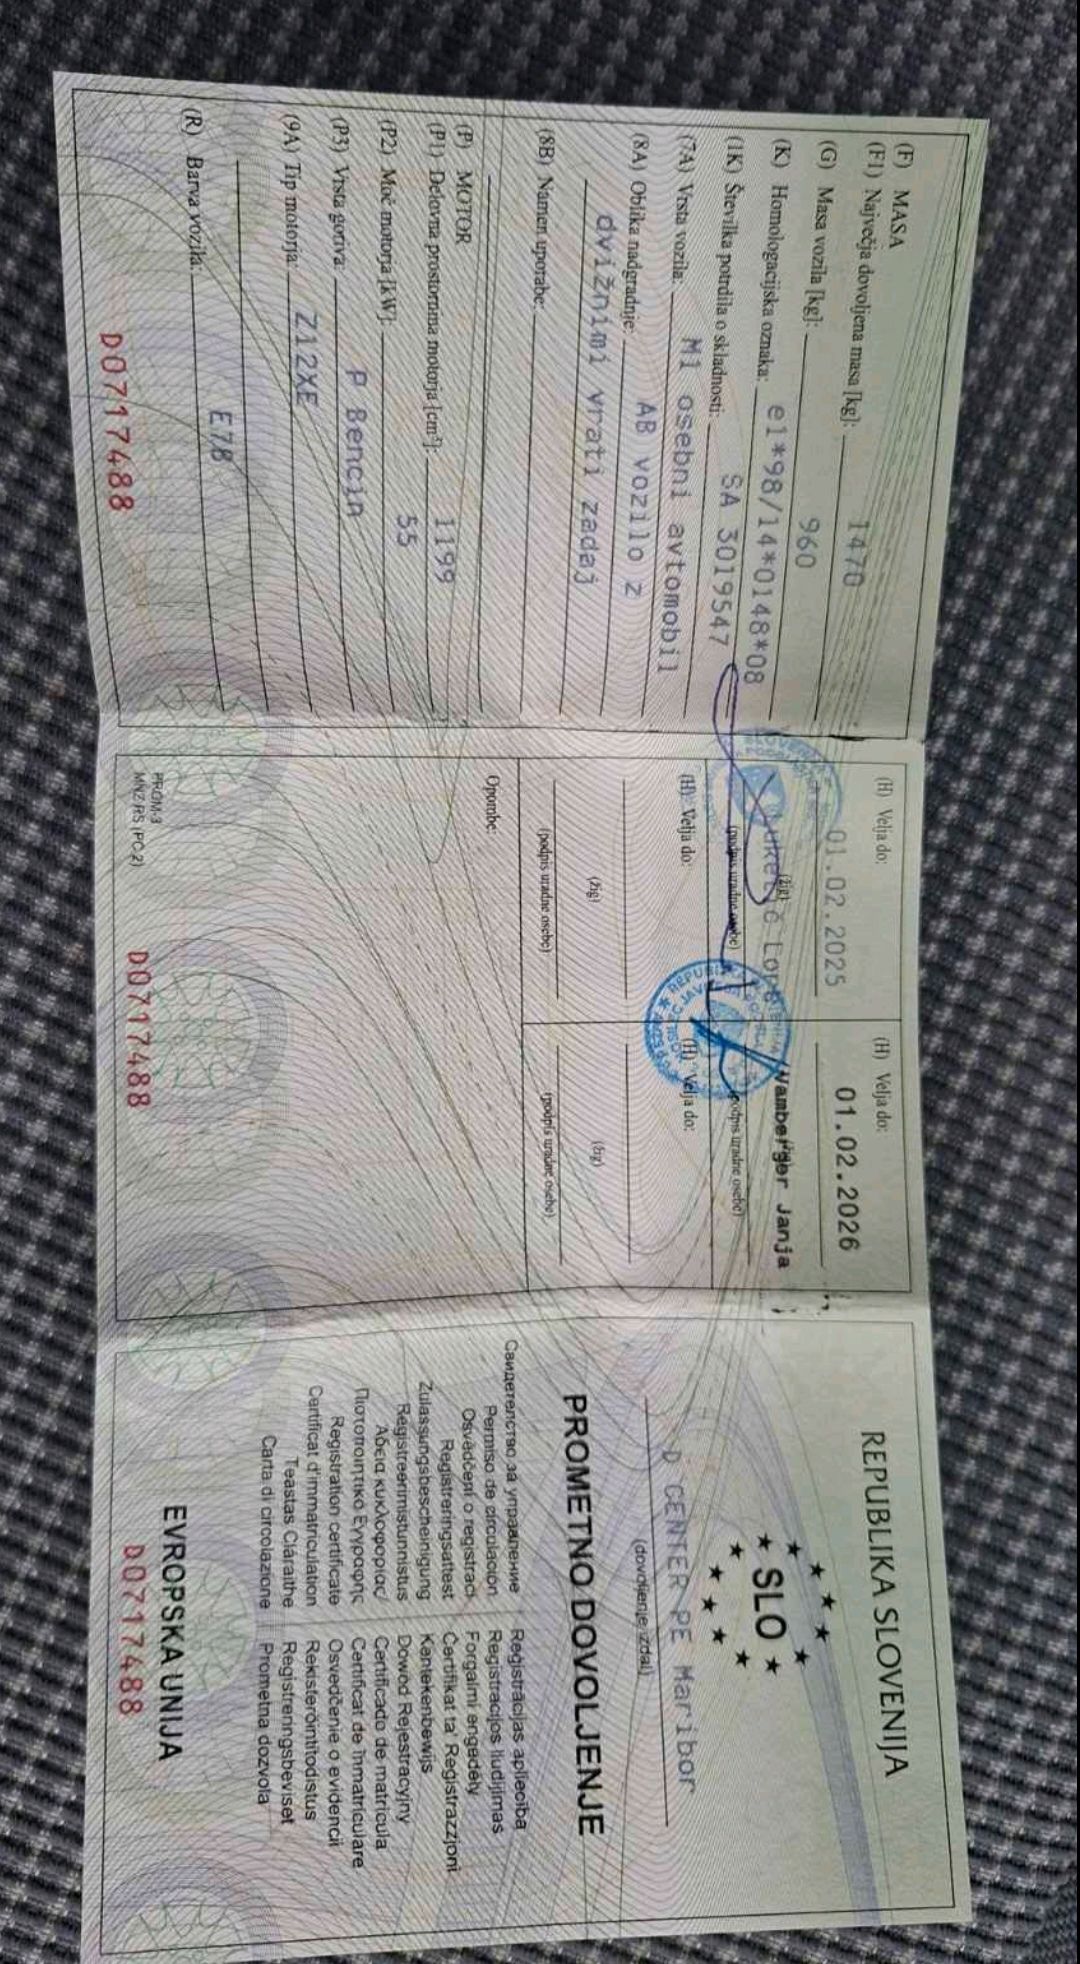 (F) MASA
(F1) Največja dovoljena masa [kg]: 1470
(G) Masa vozila [kg]: 960
(K) Homologacijska oznaka: e1*98/14*0148*08
(1K) Številka potrdila o skladnosti: SA 3019547
(7A) Vrsta vozila: M1 osebni avtomobil
(8A) Oblika nadgradnje: AB vozilo z
dvižnimi vrati zadaj
(8B) Namen uporabe:
(P) MOTOR
(P1) Delovna prostornina motorja [cm³]: 1199
(P2) Moč motorja [kW]: 55
(P3) Vrsta goriva: P Bencin
(9A) Tip motorja: Z12XE
(R) Barva vozila: E78
D0717488
(H) Velja do:
01.02.2025
(žig)
(podpis uradne osebe)
(H) Velja do:
01.02.2026
Wamberger Janja
(podpis uradne osebe)
(H) Velja do:
(žig)
(podpis uradne osebe)
(H) Velja do:
(žig)
(podpis uradne osebe)
Opombe:
PROM-3
MNZ RS (PC 2)
D0717488
REPUBLIKA SLOVENIJA
SLO
D CENTER PE Maribor
(dovoljenje izdal)
PROMETNO DOVOLJENJE
Свидетелство за управление
Permiso de circulación
Osvědčení o registraci
Registreringsattest
Zulassungsbescheinigung
Registreerimistunnistus
Άδεια κυκλοφορίας/
Πιστοποιητικό Εγγραφής
Registration certificate
Certificat d'immatriculation
Teastas Cláraithe
Carta di circolazione
Reģistrācijas apliecība
Registracijos liudijimas
Forgalmi engedély
Ċertifikat ta' Reġistrazzjoni
Kentekenbewijs
Dowód Rejestracyjny
Certificado de matrícula
Certificat de înmatriculare
Osvedčenie o evidencii
Rekisteröintitodistus
Registreringsbeviset
Prometna dozvola
EVROPSKA UNIJA
D0717488